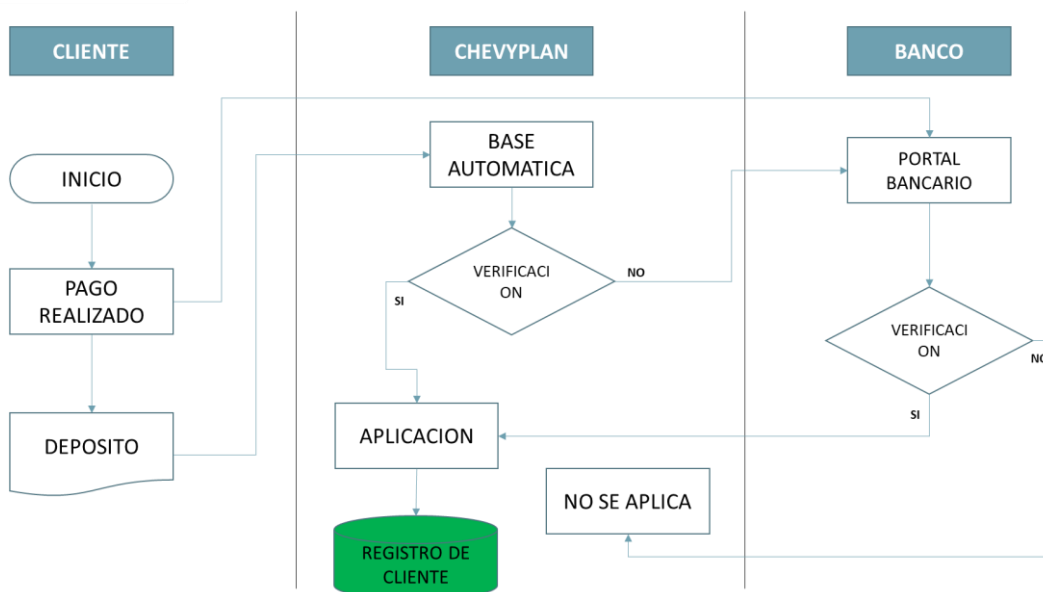 CLIENTE
CHEVYPLAN
BANCO
INICIO
PAGO
REALIZADO
DEPOSITO
BASE
AUTOMATICA
VERIFICACI
ON
SI
NO
APLICACION
REGISTRO DE
CLIENTE
NO SE APLICA
PORTAL
BANCARIO
VERIFICACI
ON
NO
SI